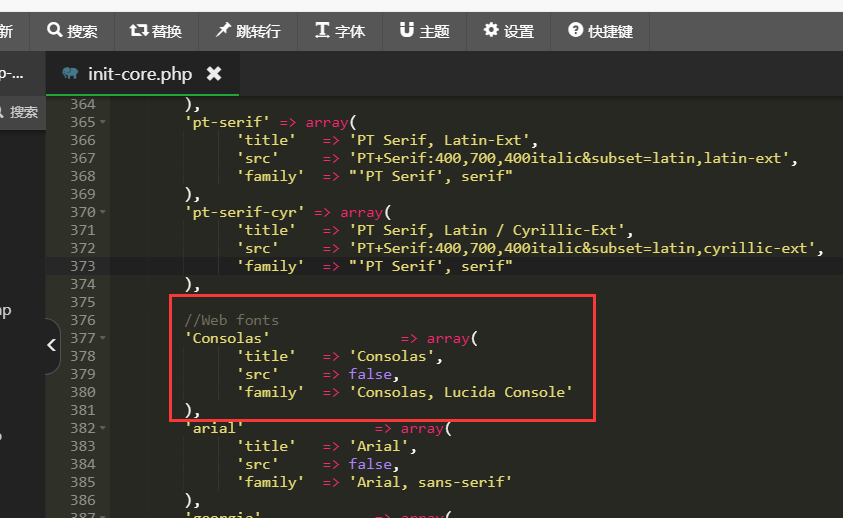 新 搜索 替换 跳转行 字体 主题 设置 快捷键
p-... init-core.php
搜索
364 ),
365 'pt-serif' => array(
366 'title' => 'PT Serif, Latin-Ext',
367 'src' => 'PT+Serif:400,700,400italic&subset=latin,latin-ext',
368 'family' => "'PT Serif', serif"
369 ),
370 'pt-serif-cyr' => array(
371 'title' => 'PT Serif, Latin / Cyrillic-Ext',
372 'src' => 'PT+Serif:400,700,400italic&subset=latin,cyrillic-ext',
373 'family' => "'PT Serif', serif"
374 ),
375
376 //Web fonts
377 'Consolas' => array(
378 'title' => 'Consolas',
379 'src' => false,
380 'family' => 'Consolas, Lucida Console'
381 ),
382 'arial' => array(
383 'title' => 'Arial',
384 'src' => false,
385 'family' => 'Arial, sans-serif'
386 ),
387 'georgia' => array(